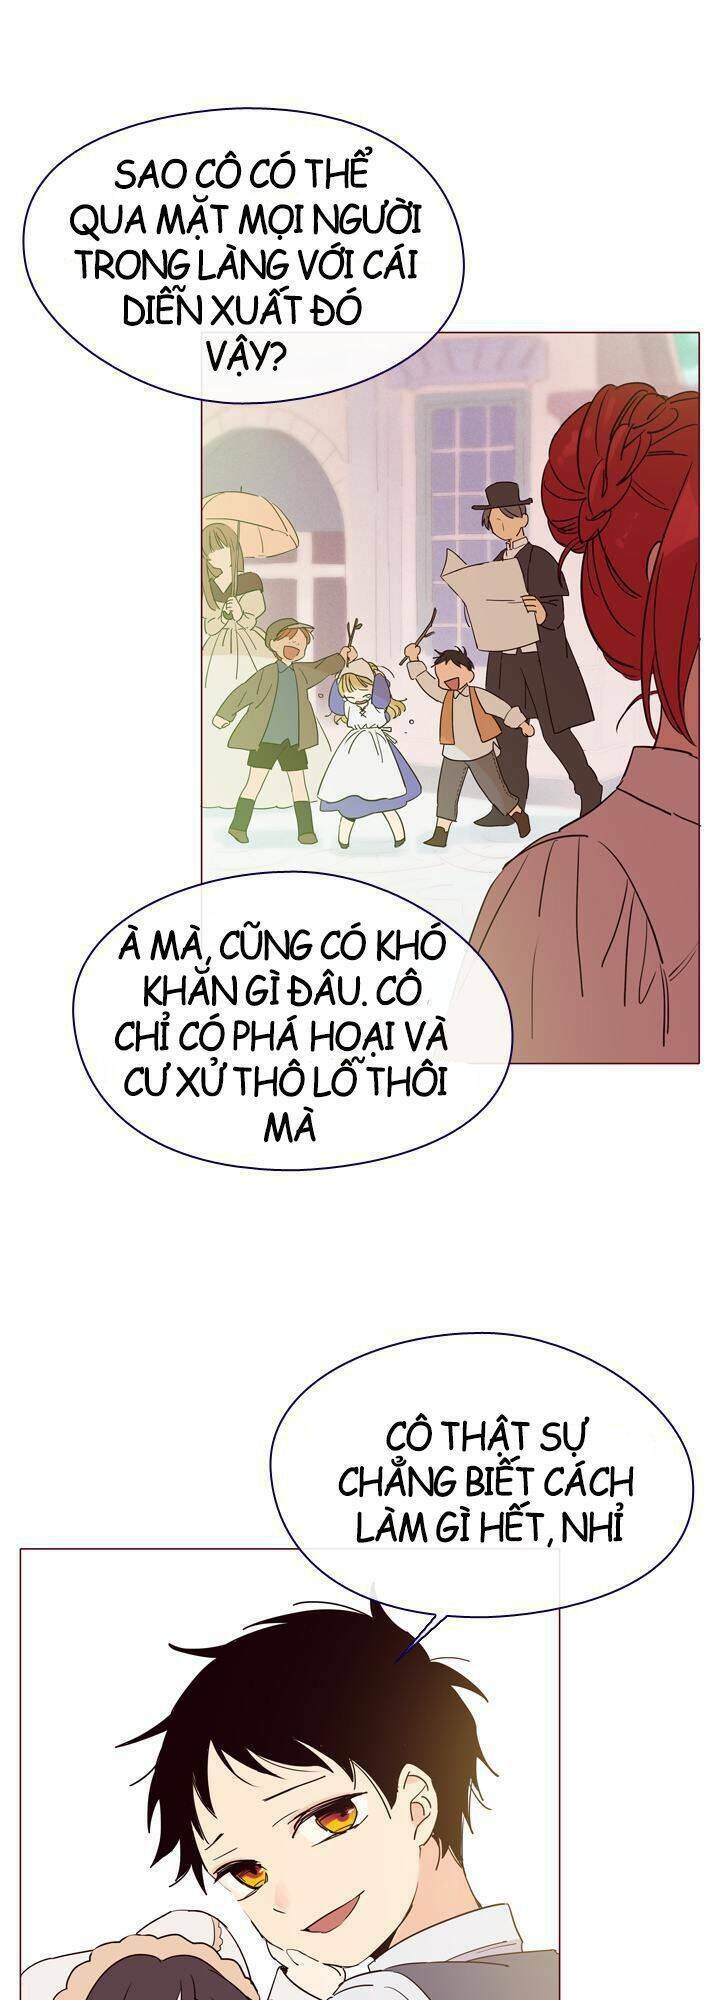 SAO CÔ CÓ THỂ
QUA MẶT MỌI NGƯỜI
TRONG LÀNG VỚI CÁI
DIỄN XUẤT ĐÓ
VẬY?
À MÀ, CŨNG CÓ KHÓ
KHĂN GÌ ĐÂU. CÔ
CHỈ CÓ PHÁ HOẠI VÀ
CƯ XỬ THÔ LỖ THÔI
MÀ
CÔ THẬT SỰ
CHẲNG BIẾT CÁCH
LÀM GÌ HẾT, NHỈ